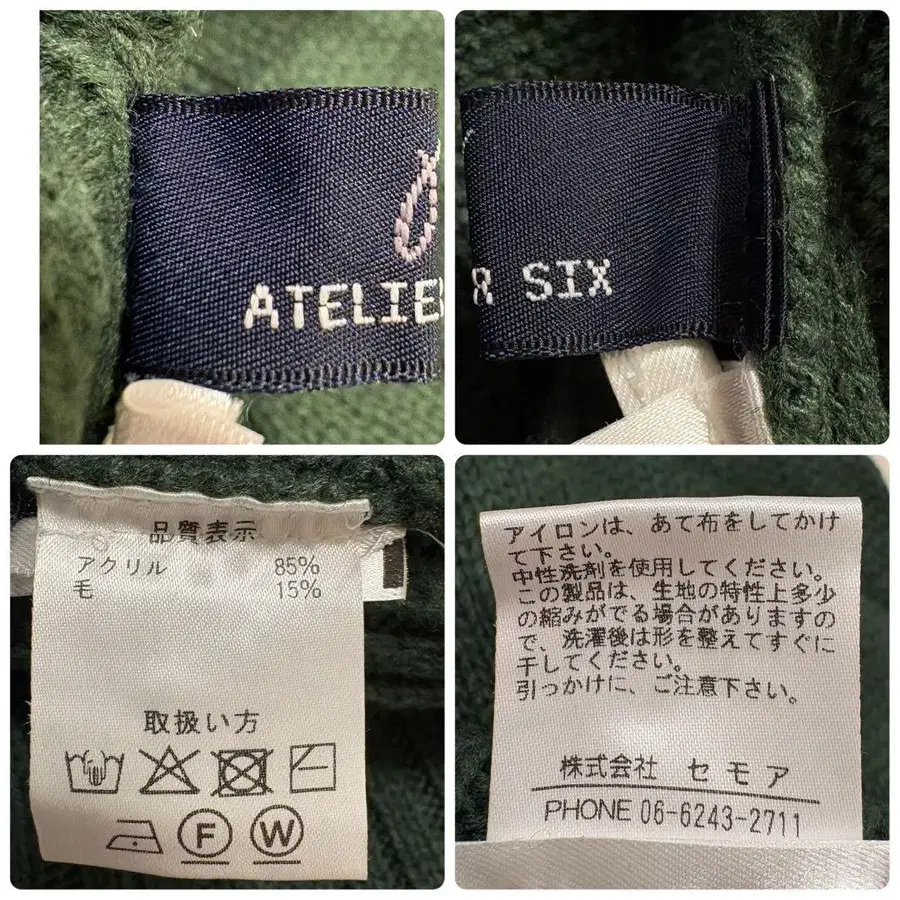 ATELIE
R SIX
品質表示
アクリル 85%
毛 15%
取扱い方
F W
アイロンは、あて布をしてかけ
て下さい。
中性洗剤を使用してください。
この製品は、生地の特性上多少
の縮みがでる場合がありますの
で、洗濯後は形を整えてすぐに
干してください。
引っかけに、ご注意下さい。
株式会社 セモア
PHONE 06-6243-2711